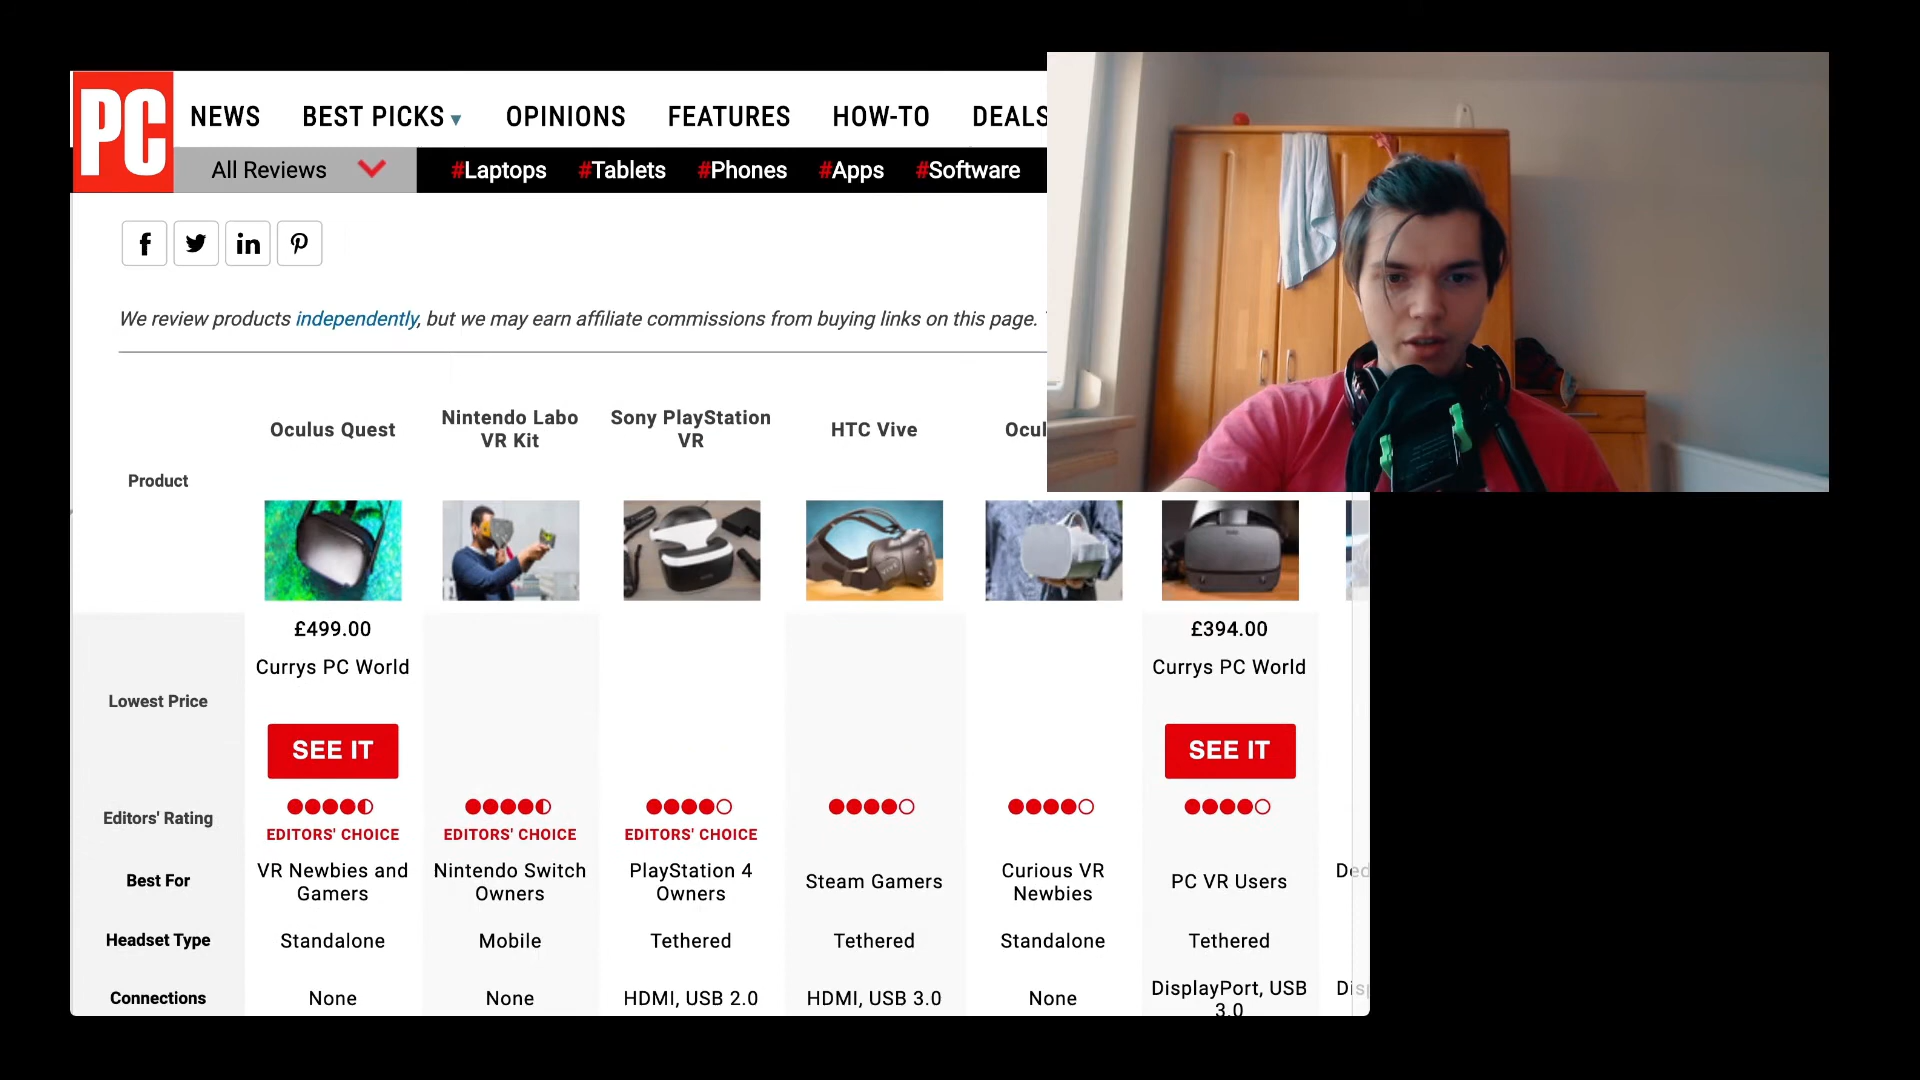 PC
NEWS BEST PICKS OPINIONS FEATURES HOW-TO DEALS
All Reviews #Laptops #Tablets #Phones #Apps #Software
We review products independently, but we may earn affiliate commissions from buying links on this page.
Product Oculus Quest Nintendo Labo VR Kit Sony PlayStation VR HTC Vive Ocul
Lowest Price £499.00 Currys PC World SEE IT £394.00 Currys PC World SEE IT
Editors' Rating EDITORS' CHOICE EDITORS' CHOICE EDITORS' CHOICE
Best For VR Newbies and Gamers Nintendo Switch Owners PlayStation 4 Owners Steam Gamers Curious VR Newbies PC VR Users Ded
Headset Type Standalone Mobile Tethered Tethered Standalone Tethered
Connections None None HDMI, USB 2.0 HDMI, USB 3.0 None DisplayPort, USB 3.0 Disp